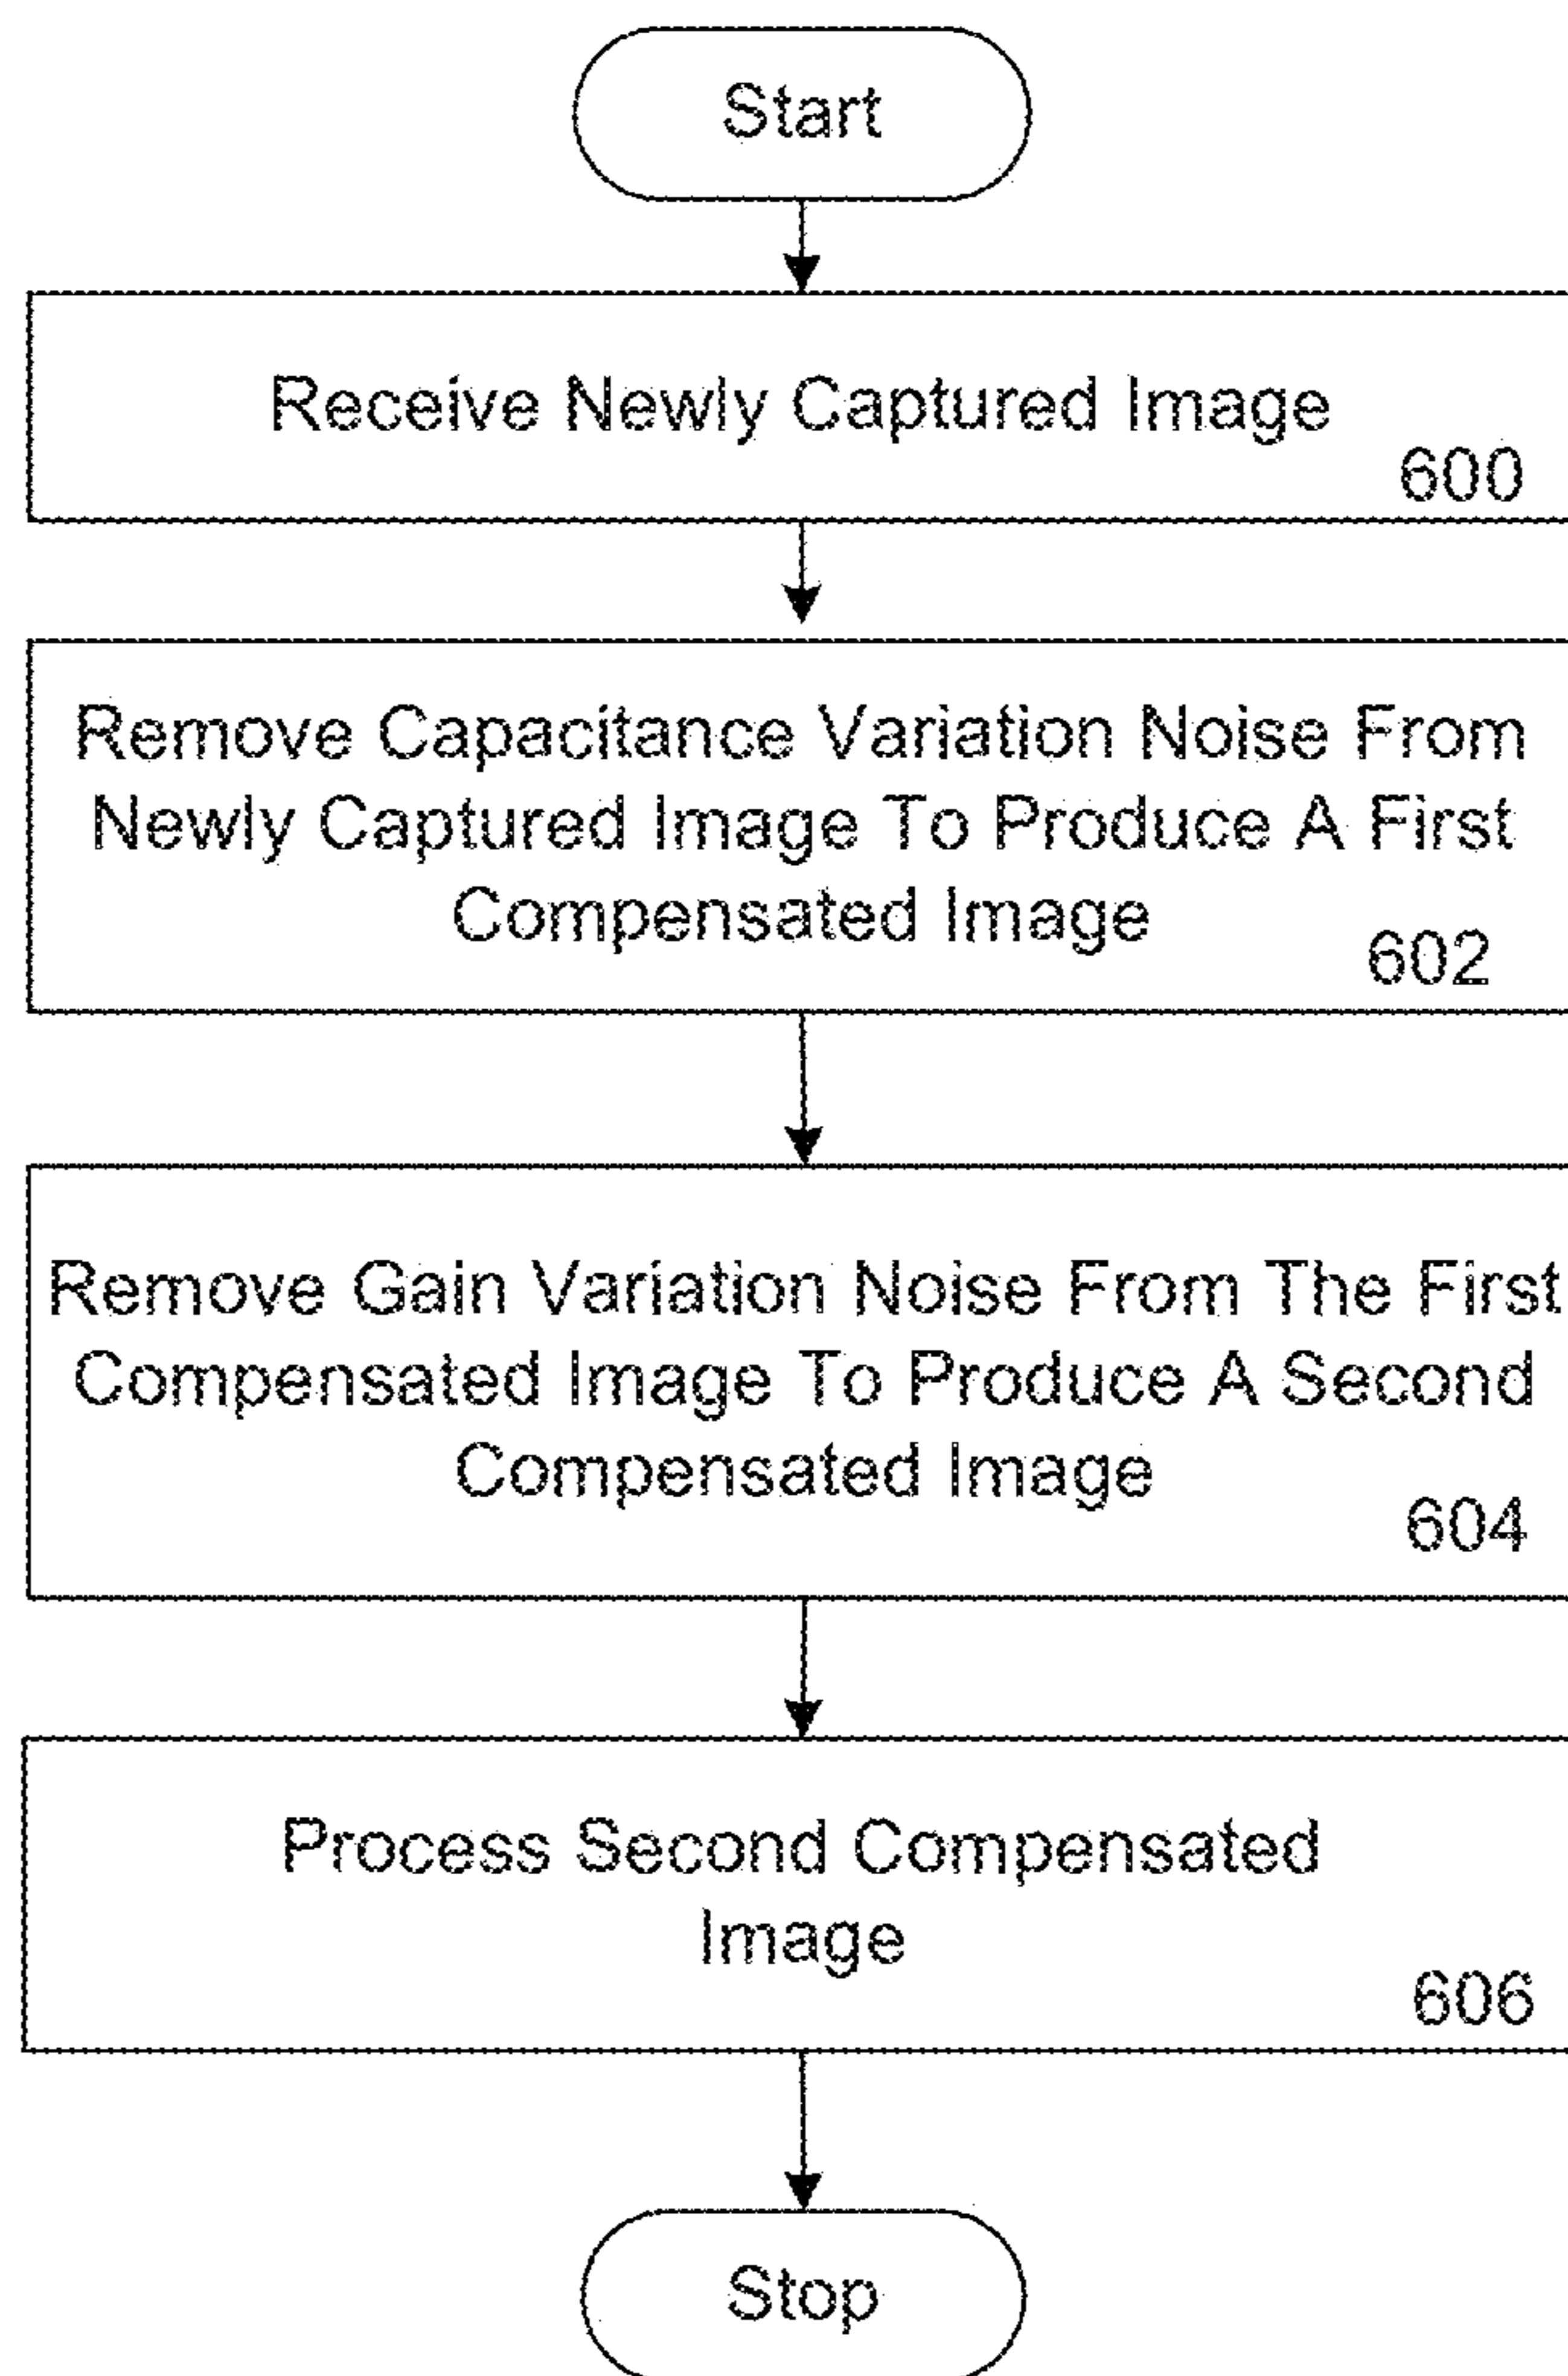 Start
Receive Newly Captured Image
600
Remove Capacitance Variation Noise From
Newly Captured Image To Produce A First
Compensated Image
602
Remove Gain Variation Noise From The First
Compensated Image To Produce A Second
Compensated Image
604
Process Second Compensated
Image
606
Stop